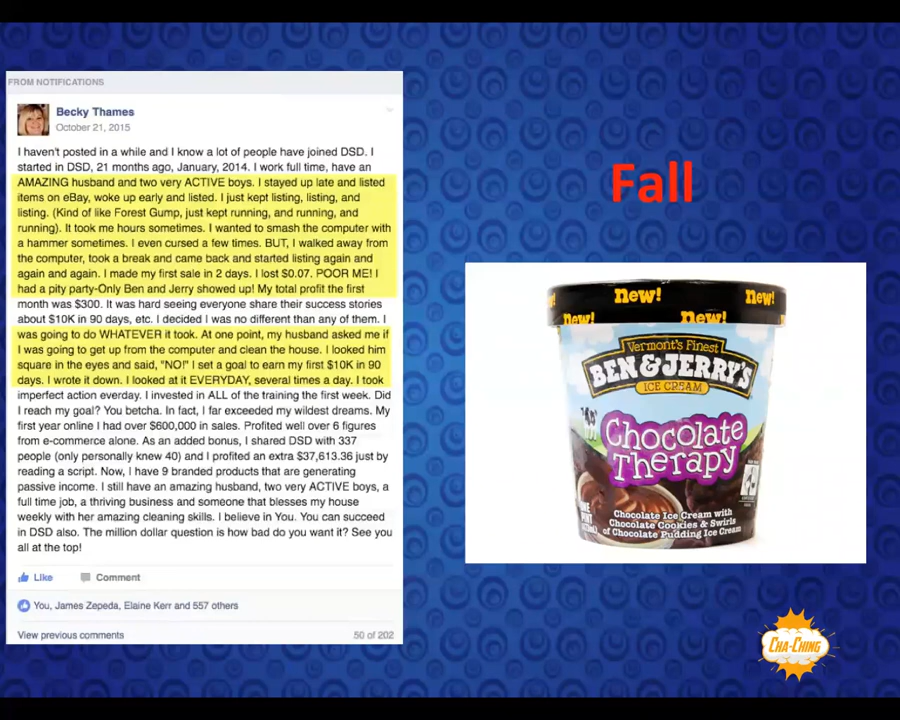 FROM NOTIFICATIONS
Becky Thames
October 21, 2015
I haven't posted in a while and I know a lot of people have joined DSD. I
started in DSD, 21 months ago, January, 2014. I work full time, have an
AMAZING husband and two very ACTIVE boys. I stayed up late and listed
items on eBay, woke up early and listed. I just kept listing, listing, and
listing. (Kind of like Forest Gump, just kept running, and running, and
running). It took me hours sometimes. I wanted to smash the computer with
a hammer sometimes. I even cursed a few times. BUT, I walked away from
the computer, took a break and came back and started listing again and
again and again. I made my first sale in 2 days. I lost $0.07. POOR ME! I
had a pity party-Only Ben and Jerry showed up! My total profit the first
month was $300. It was hard seeing everyone share their success stories
about $10K in 90 days, etc. I decided I was no different than any of them. I
was going to do WHATEVER it took. At one point, my husband asked me if
I was going to get up from the computer and clean the house. I looked him
square in the eyes and said, "NO!" I set a goal to earn my first $10K in 90
days. I wrote it down. I looked at it EVERYDAY, several times a day. I took
imperfect action everday. I invested in ALL of the training the first week. Did
I reach my goal? You betcha. In fact, I far exceeded my wildest dreams. My
first year online I had over $600,000 in sales. Profited well over 6 figures
from e-commerce alone. As an added bonus, I shared DSD with 337
people (only personally knew 40) and I profited an extra $37,613.36 just by
reading a script. Now, I have 9 branded products that are generating
passive income. I still have an amazing husband, two very ACTIVE boys, a
full time job, a thriving business and someone that blesses my house
weekly with her amazing cleaning skills. I believe in You. You can succeed
in DSD also. The million dollar question is how bad do you want it? See you
all at the top!
Like Comment
You, James Zepeda, Elaine Kerr and 557 others
View previous comments 50 of 202
Fall
new! new!
new! new!
Vermont's Finest
BEN & JERRY'S
ICE CREAM
Chocolate
Therapy
Chocolate Ice Cream with
Chocolate Cookies & Swirls
of Chocolate Pudding Ice Cream
ONE
PINT
CHA-CHING